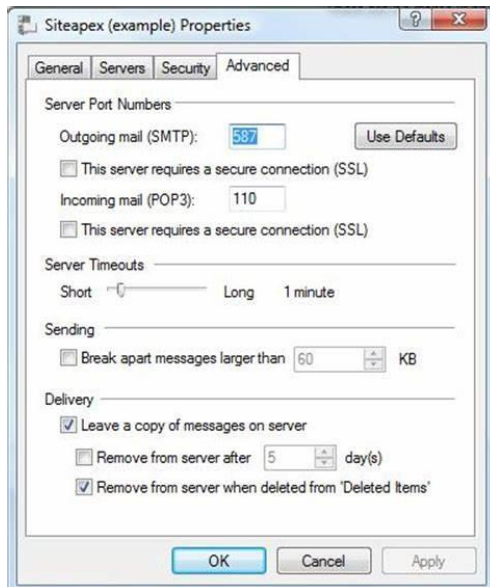 Siteapex (example) Properties
General Servers Security Advanced
Server Port Numbers
Outgoing mail (SMTP): 587 Use Defaults
This server requires a secure connection (SSL)
Incoming mail (POP3): 110
This server requires a secure connection (SSL)
Server Timeouts
Short Long 1 minute
Sending
Break apart messages larger than 60 KB
Delivery
Leave a copy of messages on server
Remove from server after 5 day(s)
Remove from server when deleted from 'Deleted Items'
OK Cancel Apply